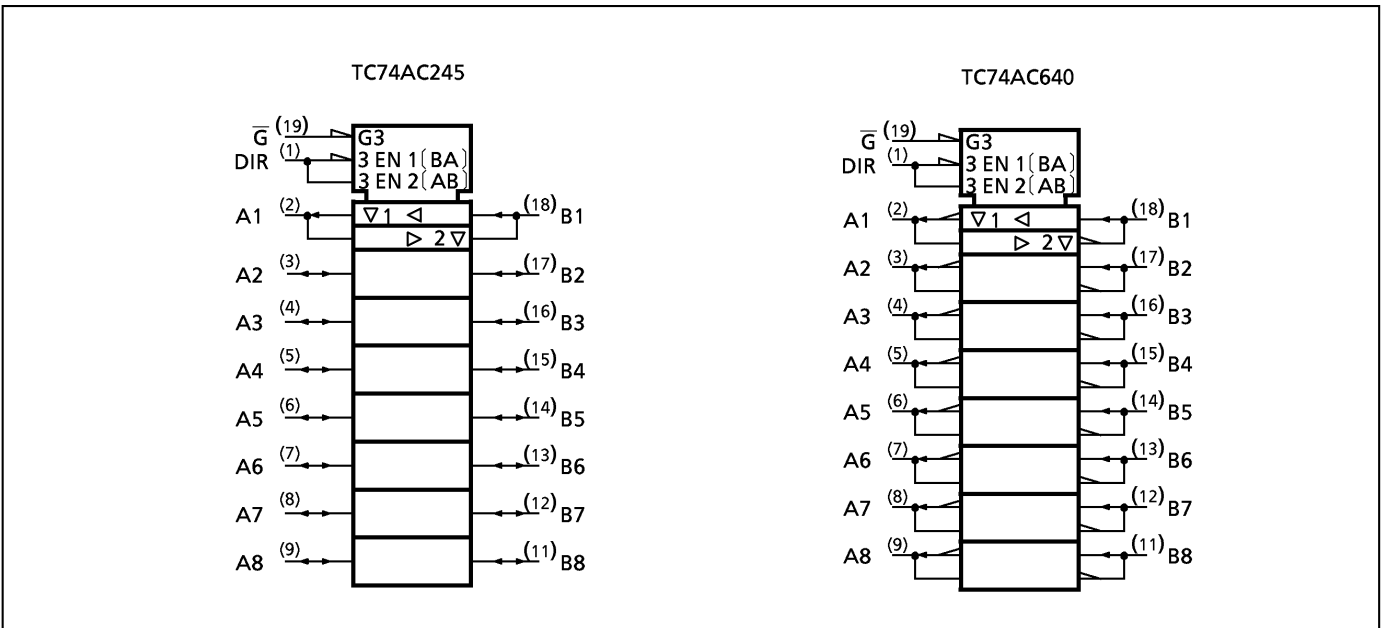 TC74AC245
G̅ (19) G3
DIR (1) 3 EN 1 [BA]
3 EN 2 [AB]
A1 (2) ▽ 1 ◁ (18) B1
▷ 2 ▽
A2 (3) (17) B2
A3 (4) (16) B3
A4 (5) (15) B4
A5 (6) (14) B5
A6 (7) (13) B6
A7 (8) (12) B7
A8 (9) (11) B8
TC74AC640
G̅ (19) G3
DIR (1) 3 EN 1 [BA]
3 EN 2 [AB]
A1 (2) ▽ 1 ◁ (18) B1
▷ 2 ▽
A2 (3) (17) B2
A3 (4) (16) B3
A4 (5) (15) B4
A5 (6) (14) B5
A6 (7) (13) B6
A7 (8) (12) B7
A8 (9) (11) B8